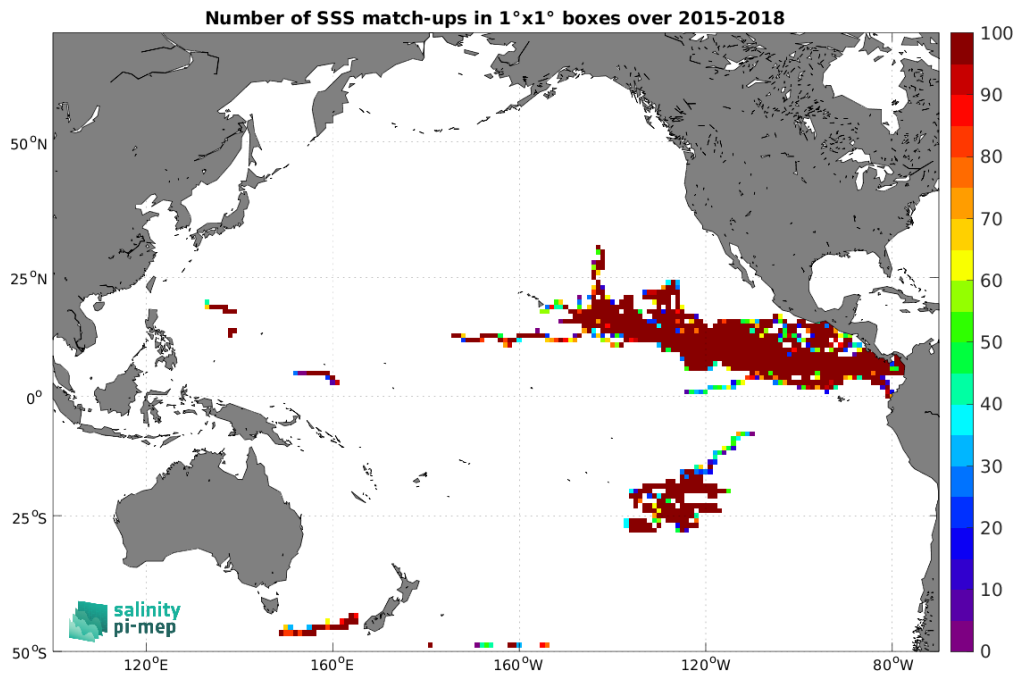 Number of SSS match-ups in 1°x1° boxes over 2015-2018
100
90
80
70
60
50
40
30
20
10
0
50°N
25°N
0°
25°S
50°S
120°E
160°E
160°W
120°W
80°W
salinity
pi-mep